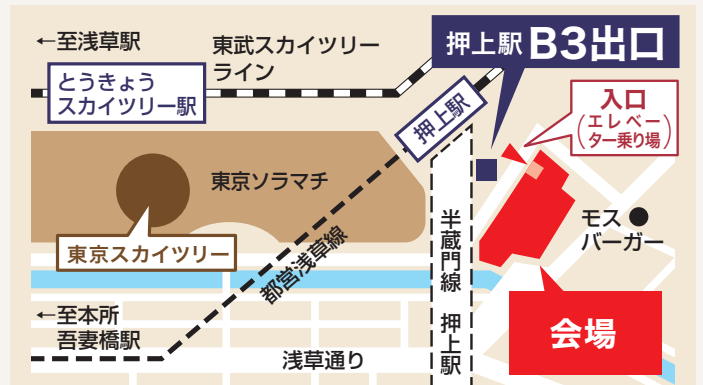 ←至浅草駅
東武スカイツリー
ライン
押上駅 B3出口
とうきょう
スカイツリー駅
押上駅
入口
(エレベー
ター乗り場)
東京ソラマチ
東京スカイツリー
都営浅草線
半蔵門線 押上駅
モス
バーガー
←至本所
吾妻橋駅
浅草通り
会場